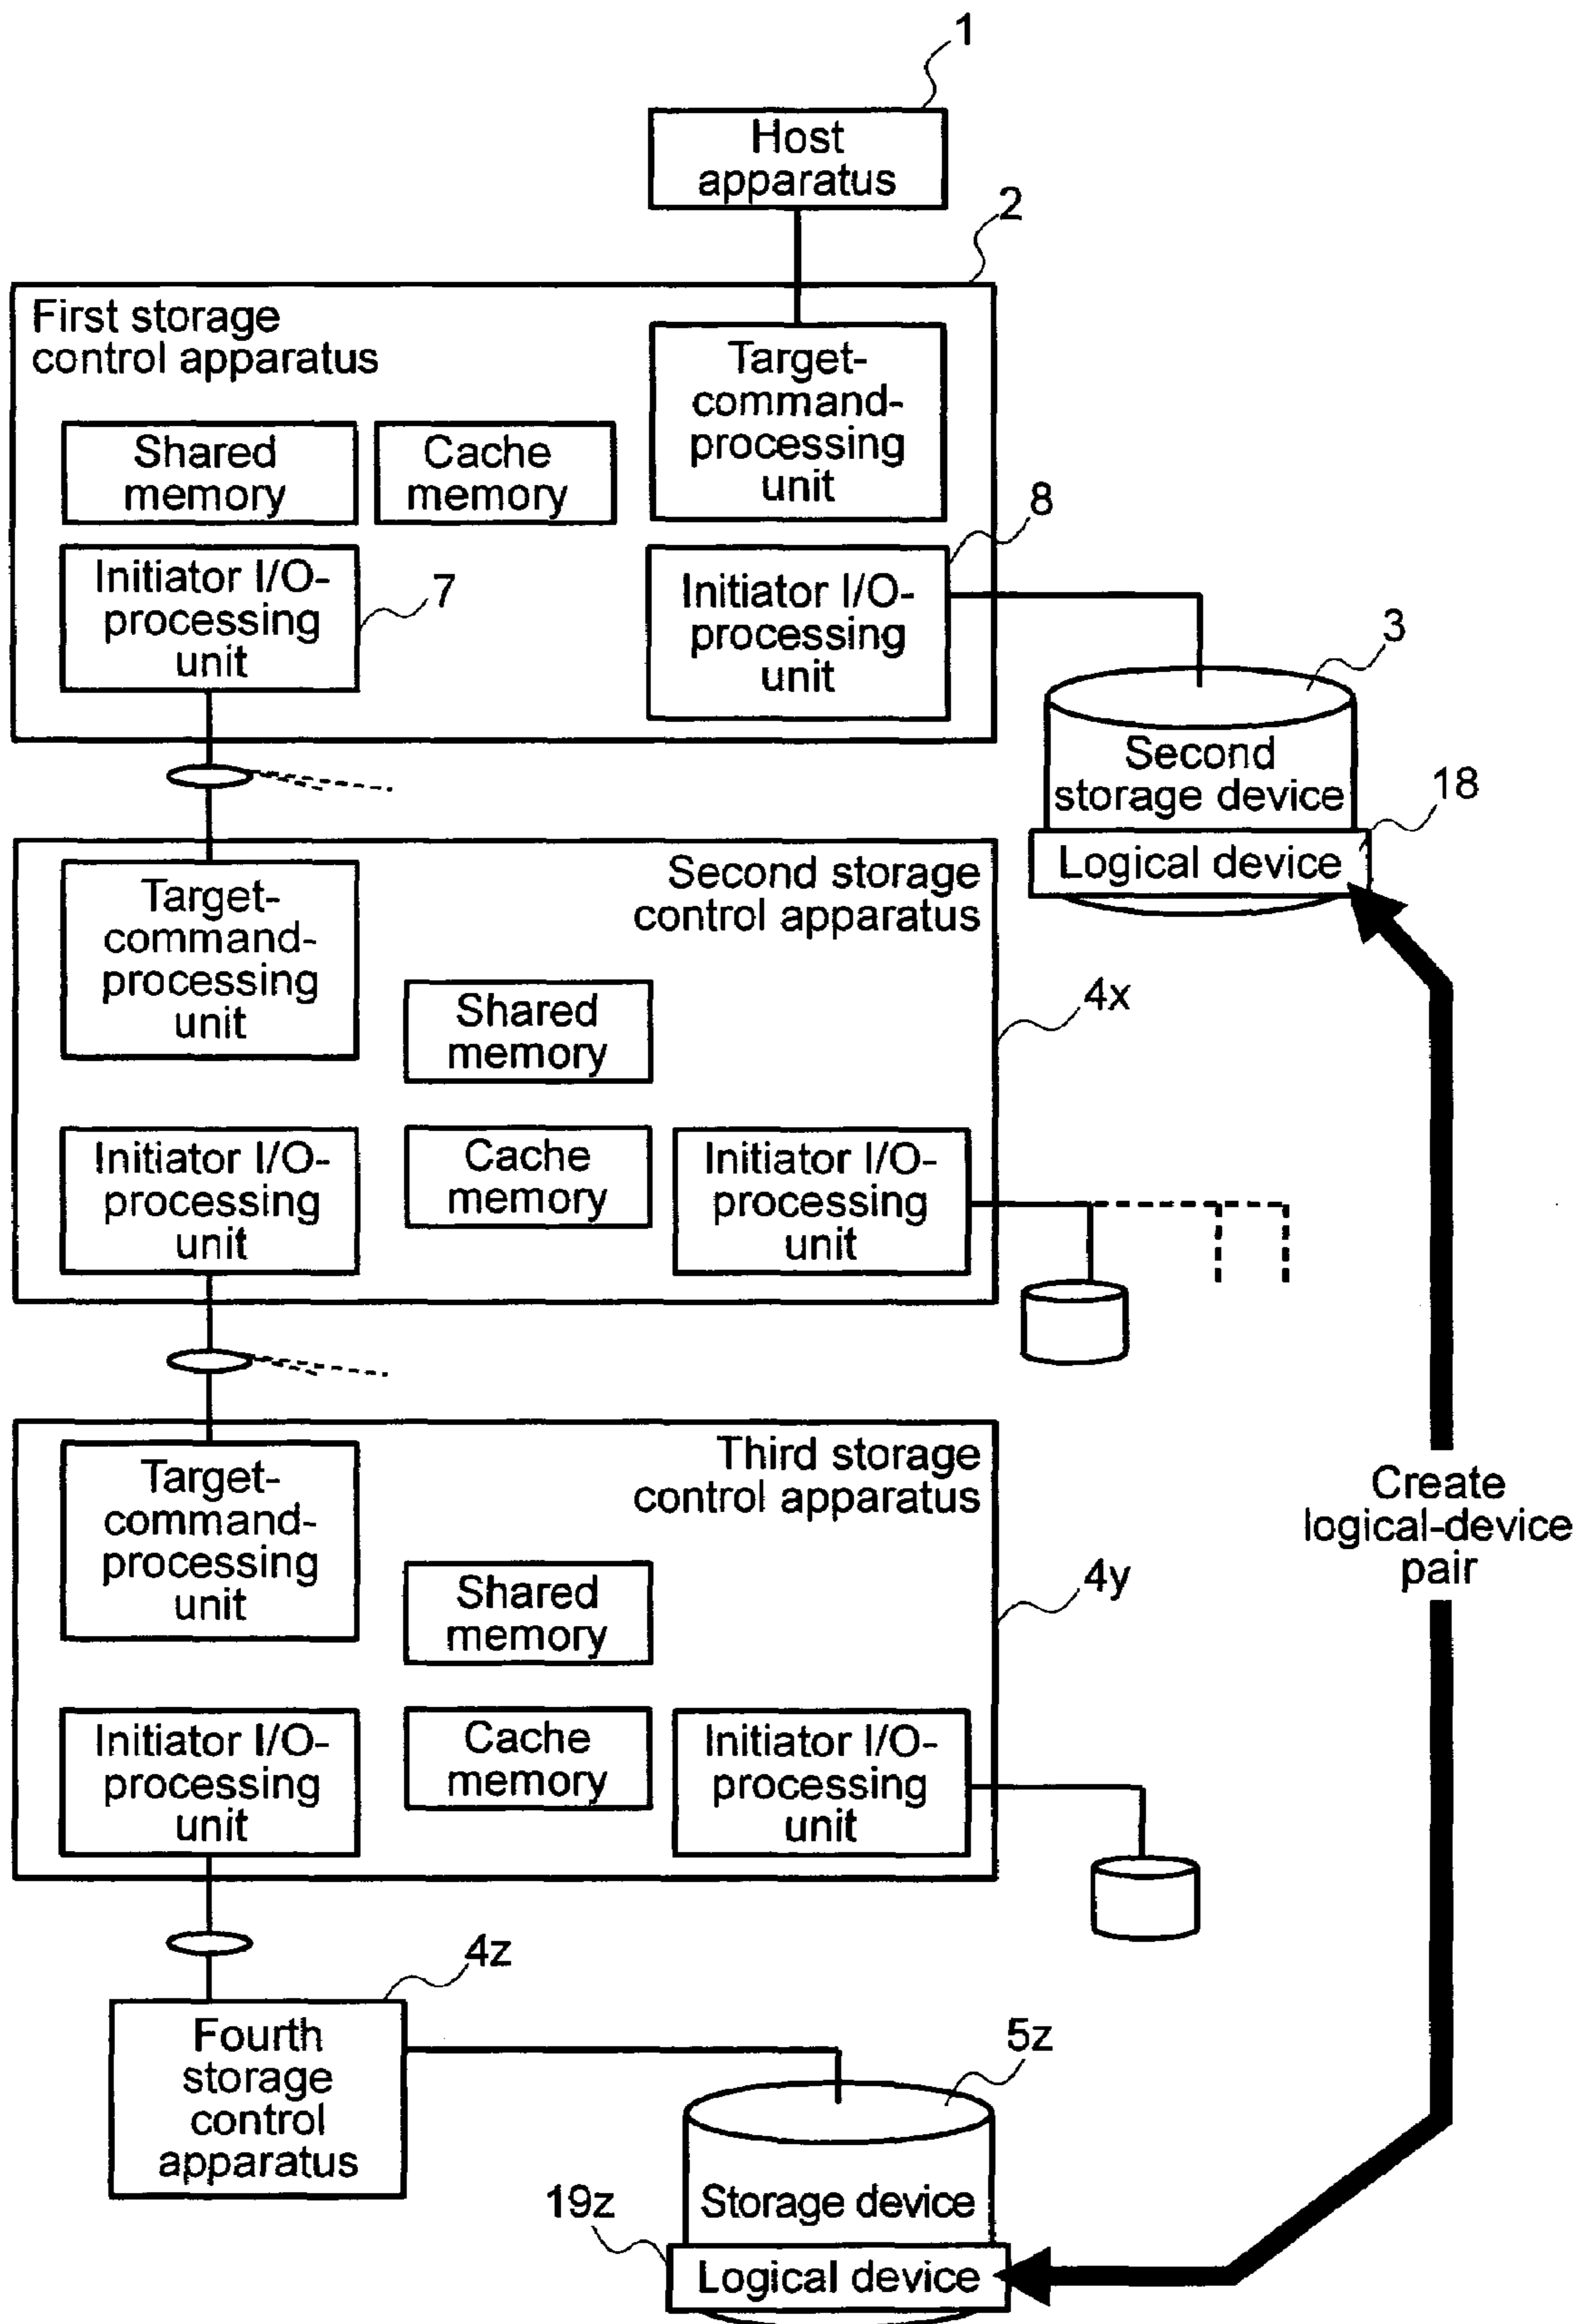 1
Host
apparatus
2
First storage
control apparatus
Target-
command-
processing
unit
Shared
memory
Cache
memory
8
Initiator I/O-
processing
unit
7
Initiator I/O-
processing
unit
3
Second
storage device
18
Logical device
Second storage
control apparatus
Target-
command-
processing
unit
Shared
memory
4x
Initiator I/O-
processing
unit
Cache
memory
Initiator I/O-
processing
unit
Third storage
control apparatus
Target-
command-
processing
unit
Create
logical-device
pair
Shared
memory
4y
Initiator I/O-
processing
unit
Cache
memory
Initiator I/O-
processing
unit
4z
Fourth
storage
control
apparatus
5z
Storage device
19z
Logical device